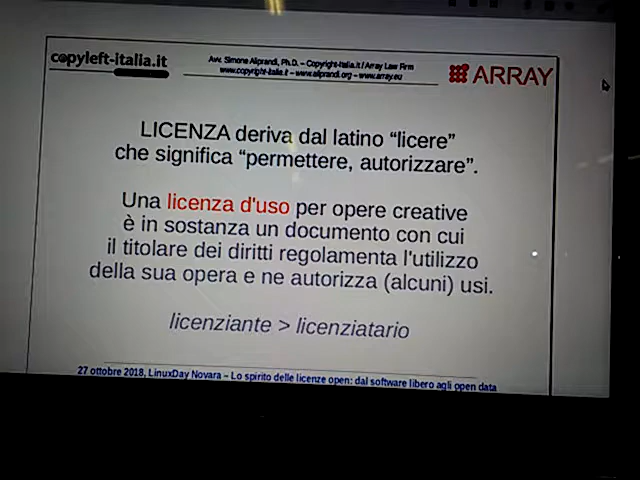 copyleft-italia.it
Avv. Simone Aliprandi, Ph.D. – Copyright-Italia.it / Array Law Firm
www.copyright-italia.it – www.aliprandi.org – www.array.eu
ARRAY
LICENZA deriva dal latino “licere”
che significa “permettere, autorizzare”.
Una licenza d'uso per opere creative
è in sostanza un documento con cui
il titolare dei diritti regolamenta l'utilizzo
della sua opera e ne autorizza (alcuni) usi.
licenziante > licenziatario
27 ottobre 2018, LinuxDay Novara – Lo spirito delle licenze open: dal software libero agli open data